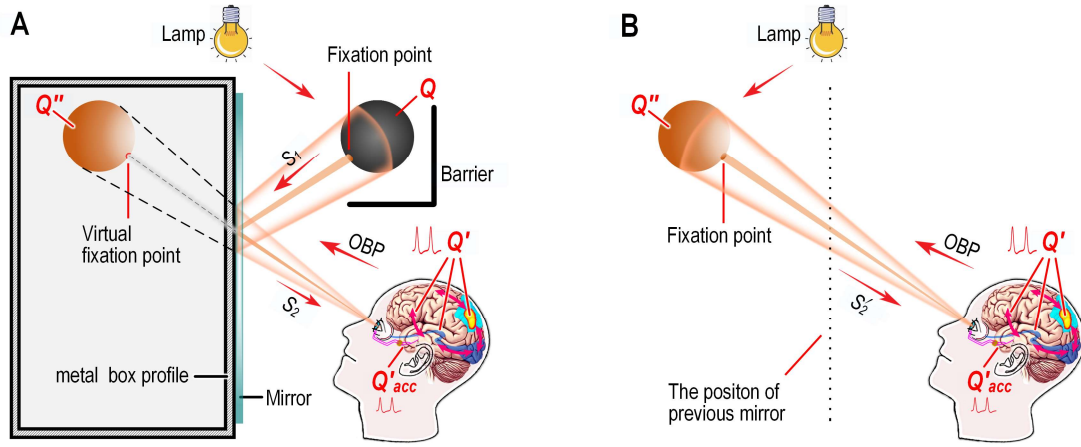 A
Lamp
Fixation point
Q"
Q
S1
Barrier
Virtual
fixation point
OBP
Q'
S2
Q'acc
metal box profile
Mirror
B
Lamp
Q"
Fixation point
OBP
Q'
S'2
Q'acc
The positon of
previous mirror